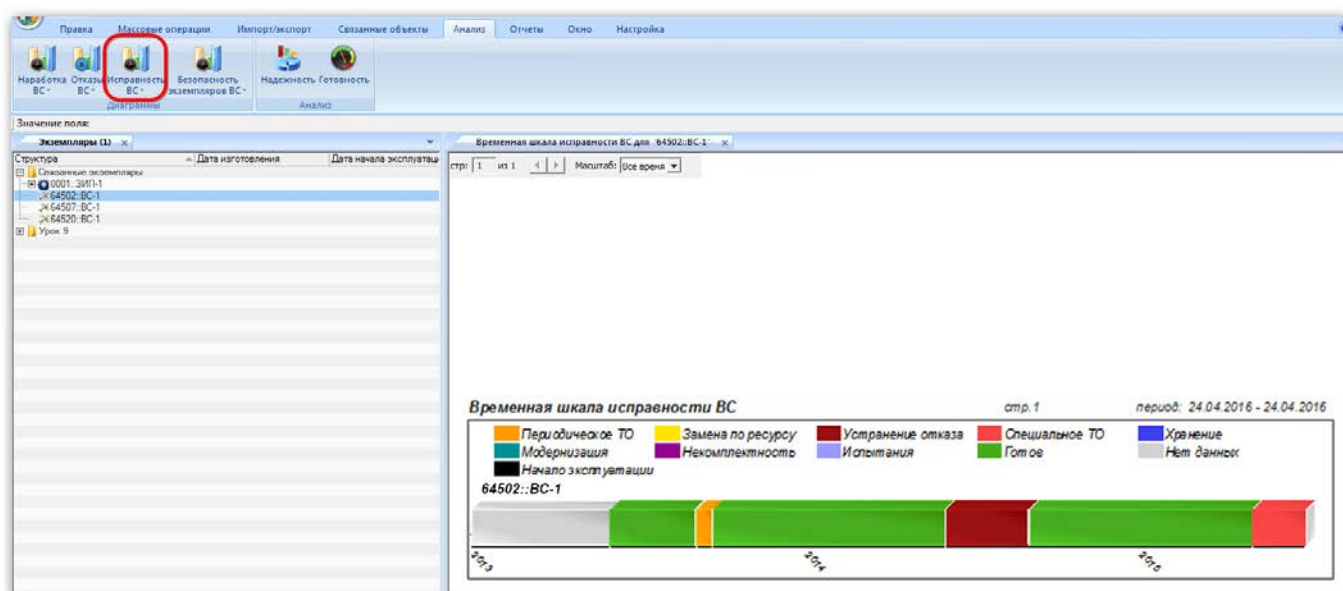 Правка Массовые операции Импорт/экспорт Связанные объекты Анализ Отчеты Окно Настройка
Наработка ВС Отказы ВС Исправность ВС Безопасность экземпляров ВС Надежность Готовность
Диаграммы Анализ
Значение поля:
Экземпляры (1) x
Временная шкала исправности ВС для '64502::ВС-1' x
Структура Дата изготовления Дата начала эксплуатац
стр: 1 из 1 Масштаб: Все время
Связанные экземпляры
0001::ЗИП-1
64502::ВС-1
64507::ВС-1
64520::ВС-1
Урок 9
Временная шкала исправности ВС стр.1 период: 24.04.2016 - 24.04.2016
Периодическое ТО Замена по ресурсу Устранение отказа Специальное ТО Хранение
Модернизация Некомплектность Испытания Готов Нет данных
Начало эксплуатации
64502::ВС-1
2013 2014 2015